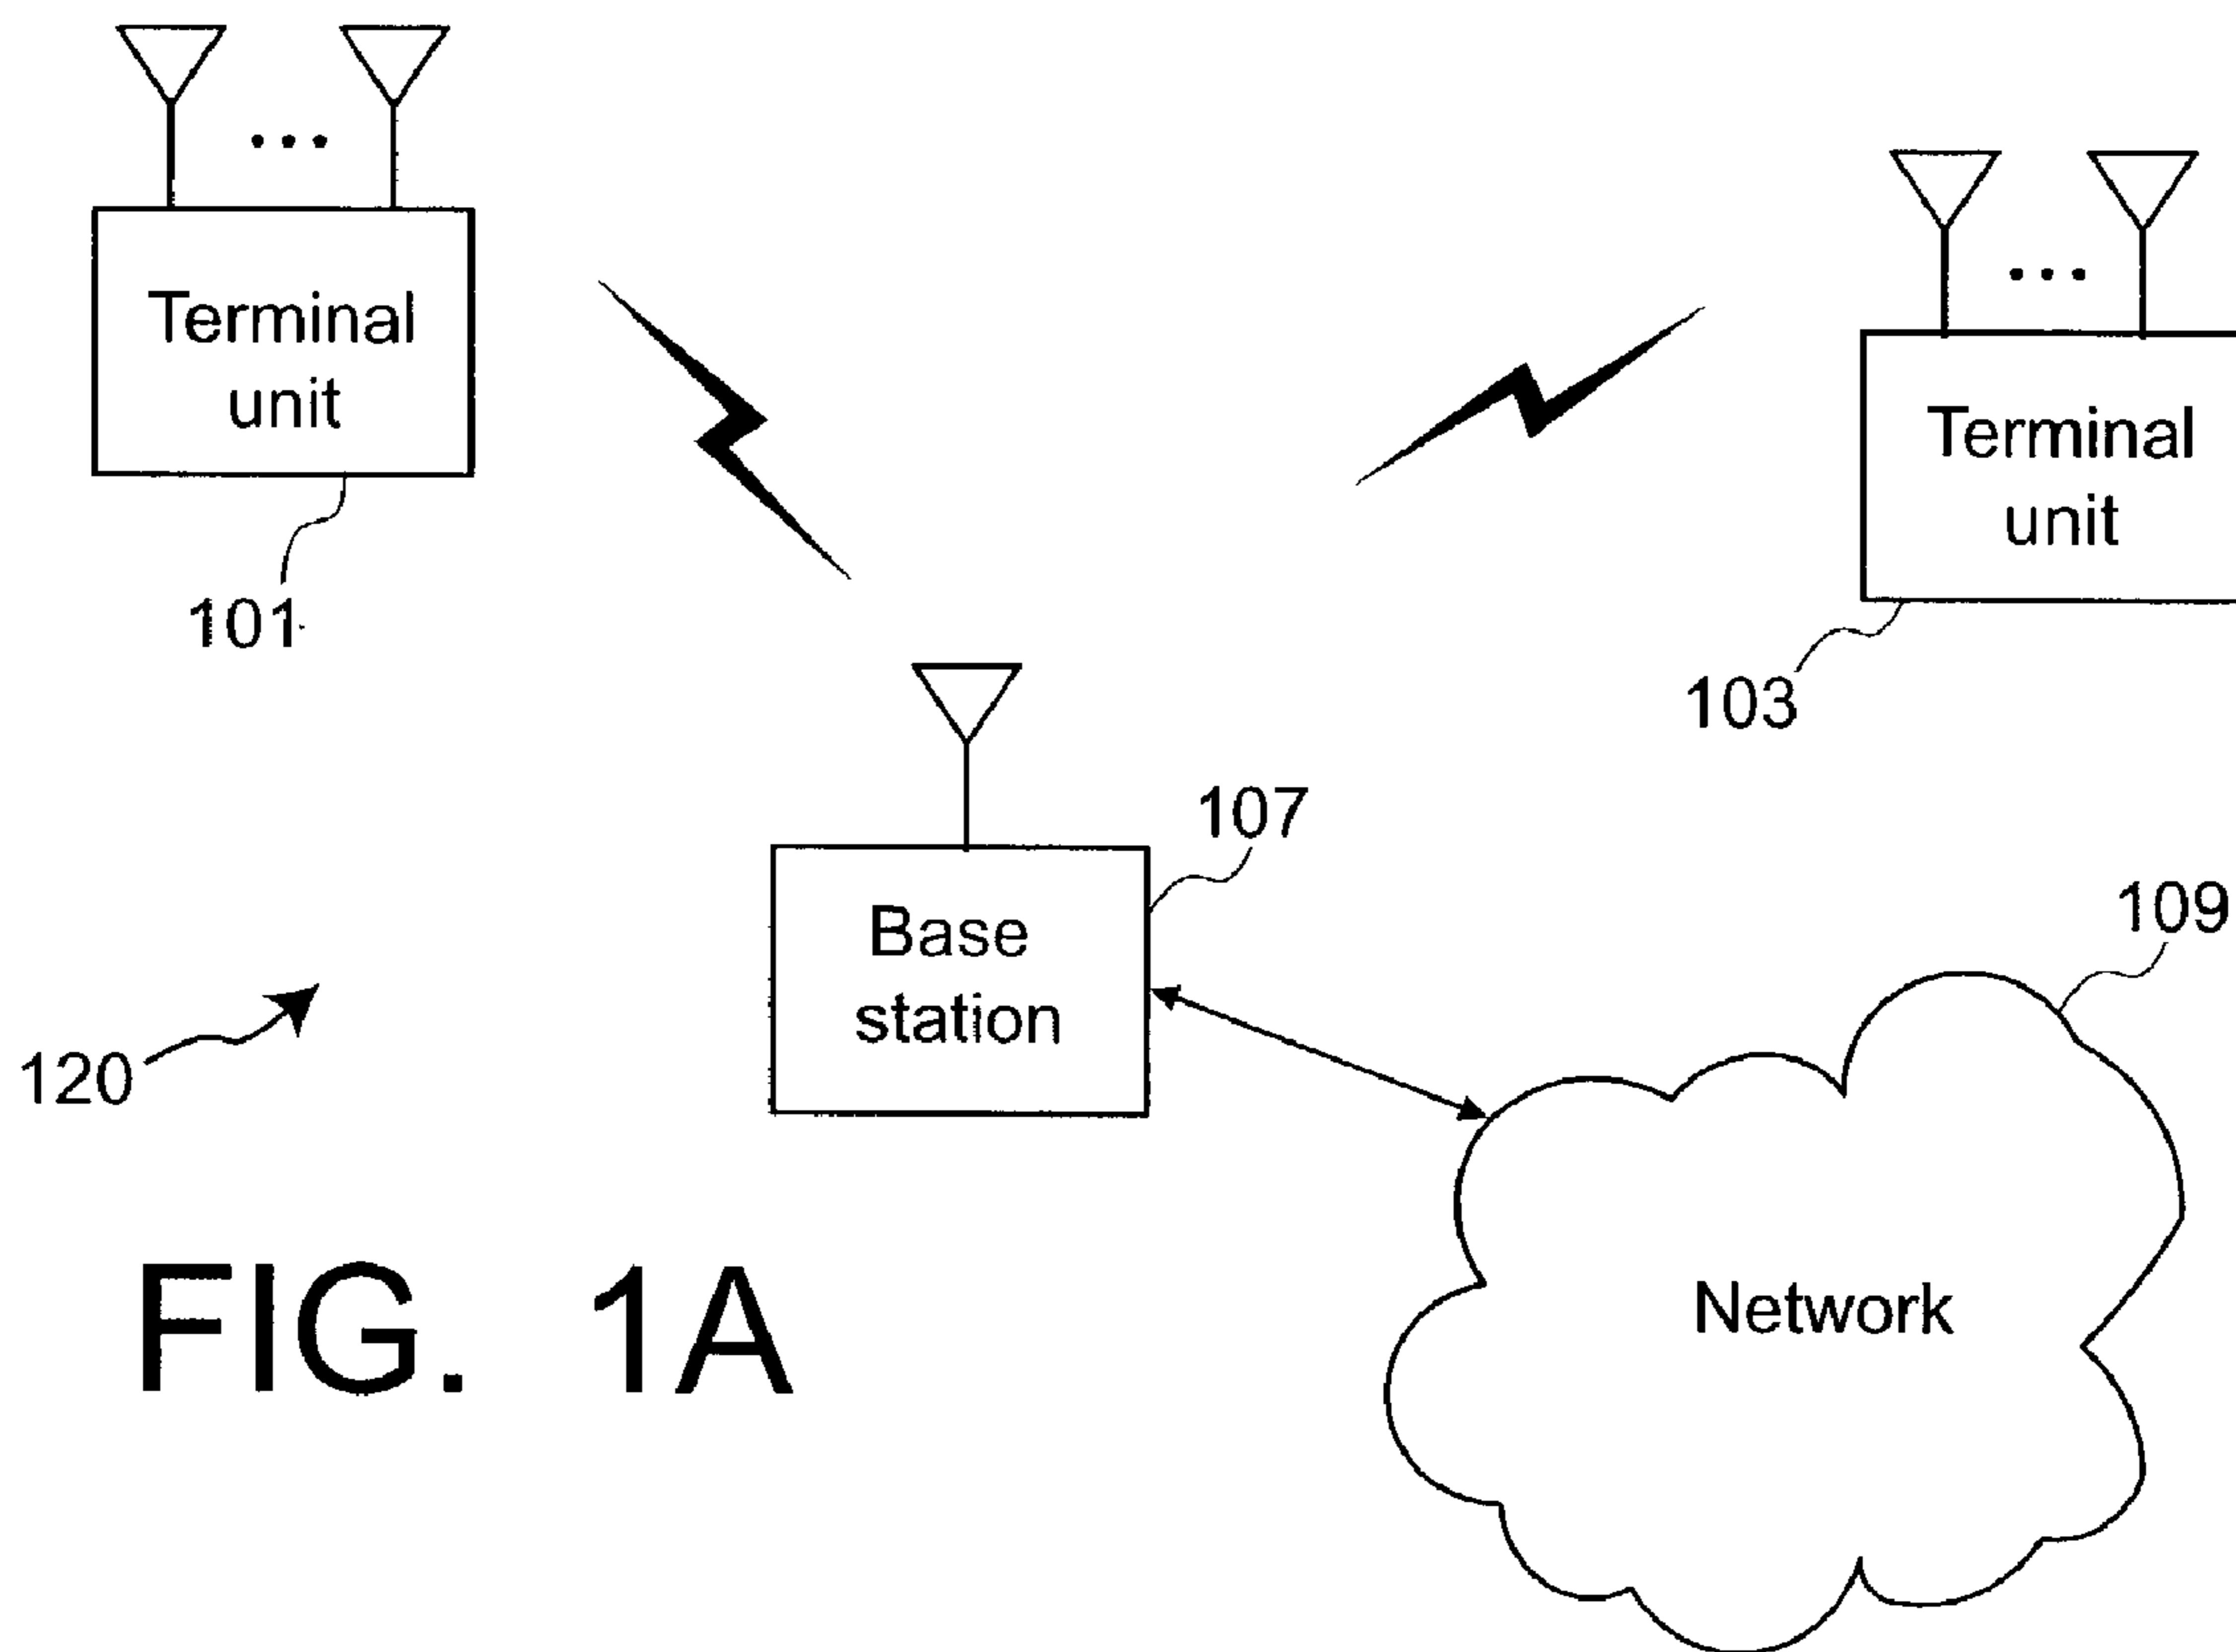 Terminal
unit
101
Terminal
unit
103
107
Base
station
109
120
Network
FIG. 1A